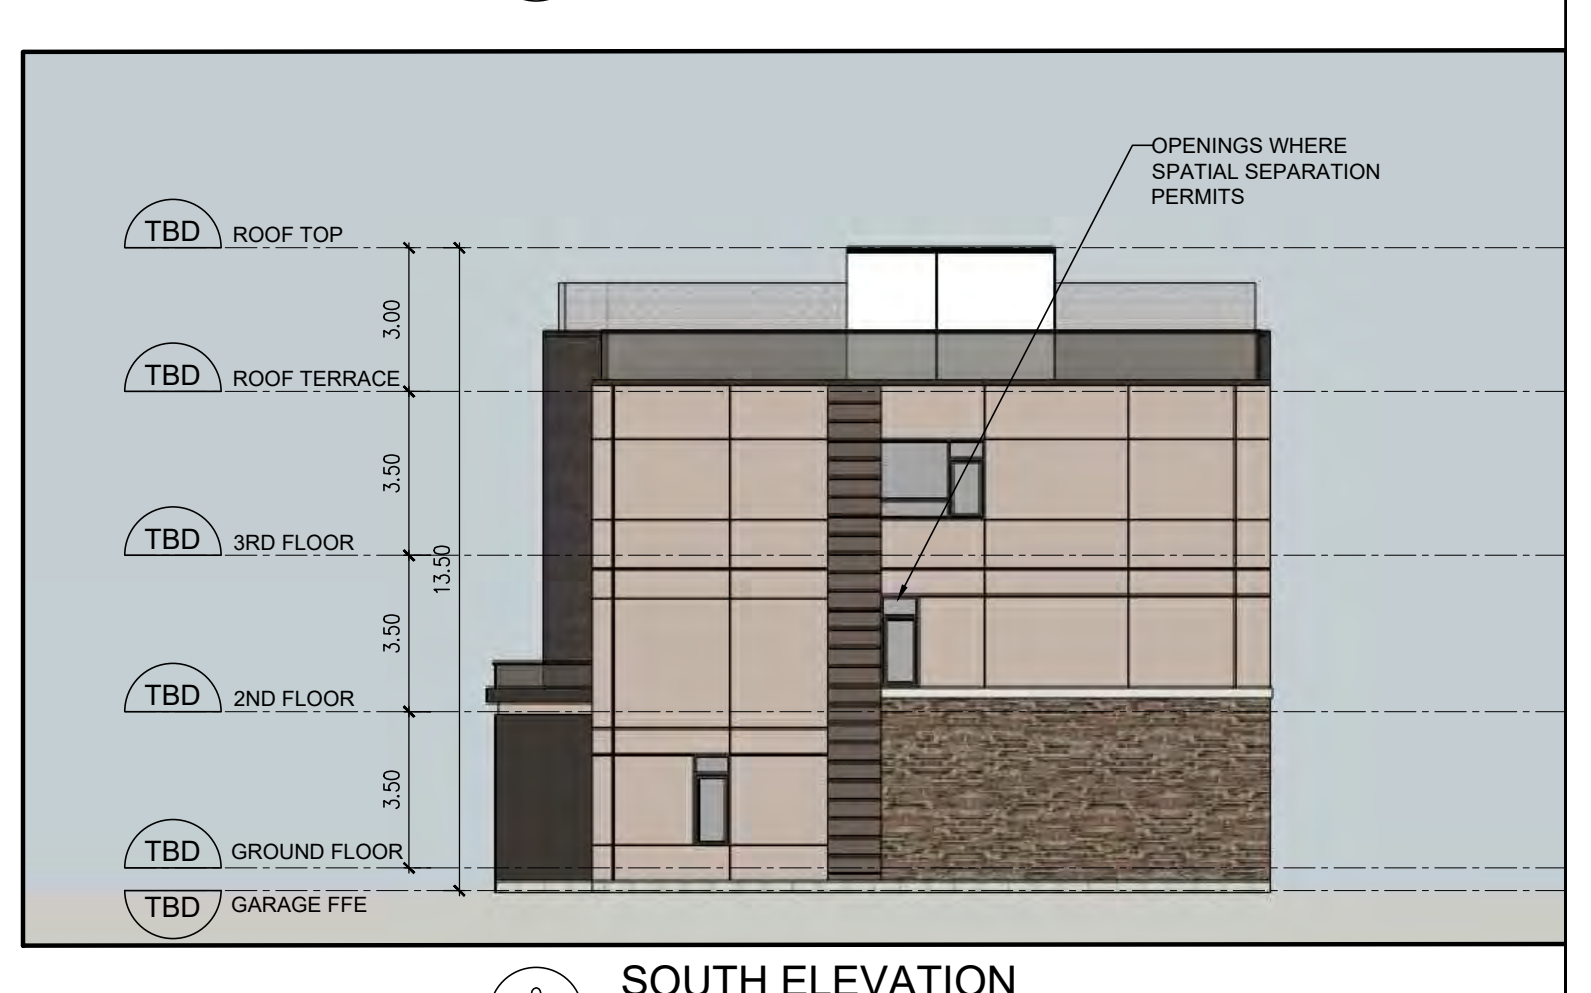 OPENINGS WHERE
SPATIAL SEPARATION
PERMITS
TBD ROOF TOP
3.00
TBD ROOF TERRACE
3.50
TBD 3RD FLOOR
13.50
3.50
TBD 2ND FLOOR
3.50
TBD GROUND FLOOR
TBD GARAGE FFE
SOUTH ELEVATION